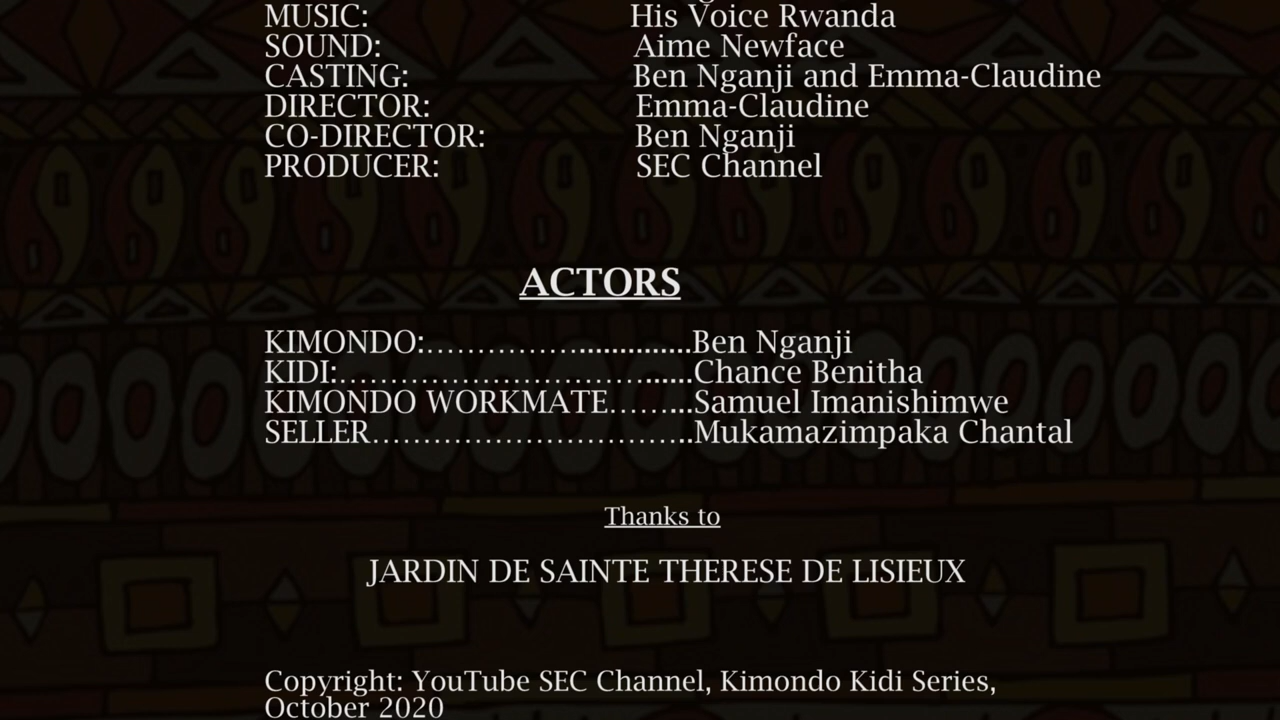 MUSIC: His Voice Rwanda
SOUND: Aime Newface
CASTING: Ben Nganji and Emma-Claudine
DIRECTOR: Emma-Claudine
CO-DIRECTOR: Ben Nganji
PRODUCER: SEC Channel
ACTORS
KIMONDO:...........................Ben Nganji
KIDI:..................................Chance Benitha
KIMONDO WORKMATE.........Samuel Imanishimwe
SELLER................................Mukamazimpaka Chantal
Thanks to
JARDIN DE SAINTE THERESE DE LISIEUX
Copyright: YouTube SEC Channel, Kimondo Kidi Series,
October 2020